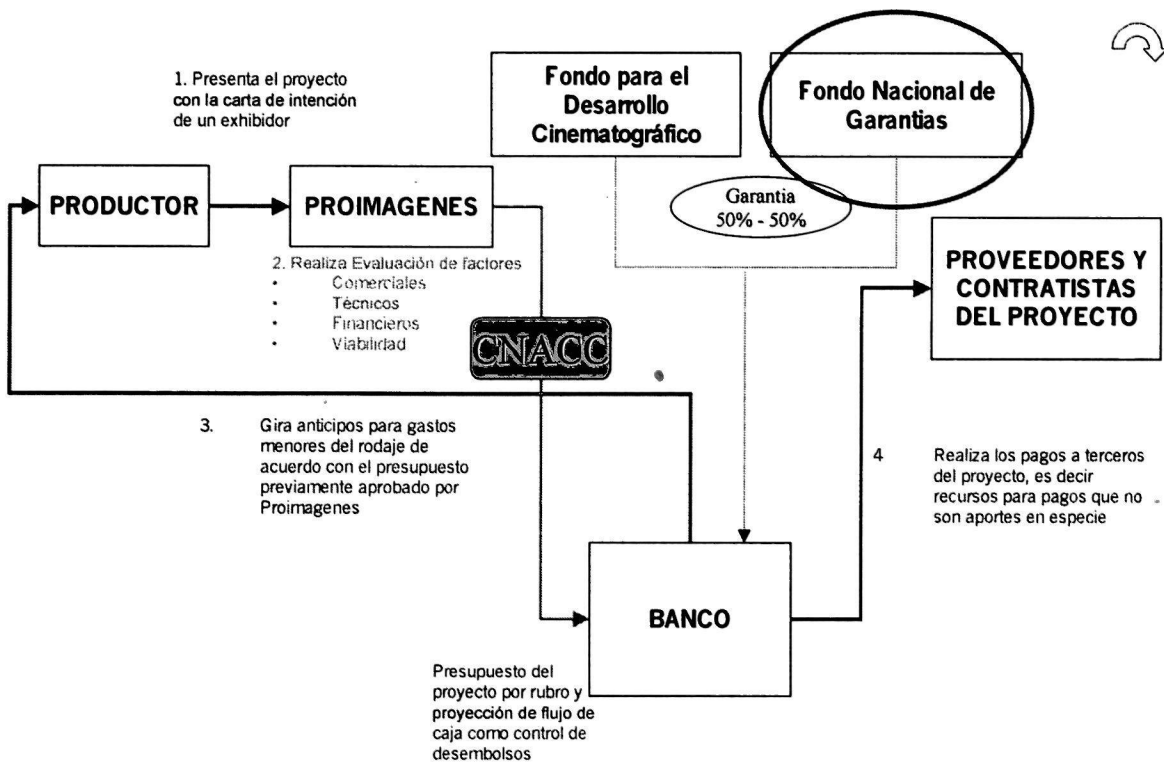 1. Presenta el proyecto
con la carta de intención
de un exhibidor
Fondo para el
Desarrollo
Cinematográfico
Fondo Nacional de
Garantias
Garantia
50% - 50%
PRODUCTOR
PROIMAGENES
2. Realiza Evaluación de factores
• Comerciales
• Técnicos
• Financieros
• Viabilidad
CNACC
PROVEEDORES Y
CONTRATISTAS
DEL PROYECTO
3. Gira anticipos para gastos
menores del rodaje de
acuerdo con el presupuesto
previamente aprobado por
Proimagenes
4 Realiza los pagos a terceros
del proyecto, es decir
recursos para pagos que no
son aportes en especie
BANCO
Presupuesto del
proyecto por rubro y
proyección de flujo de
caja como control de
desembolsos